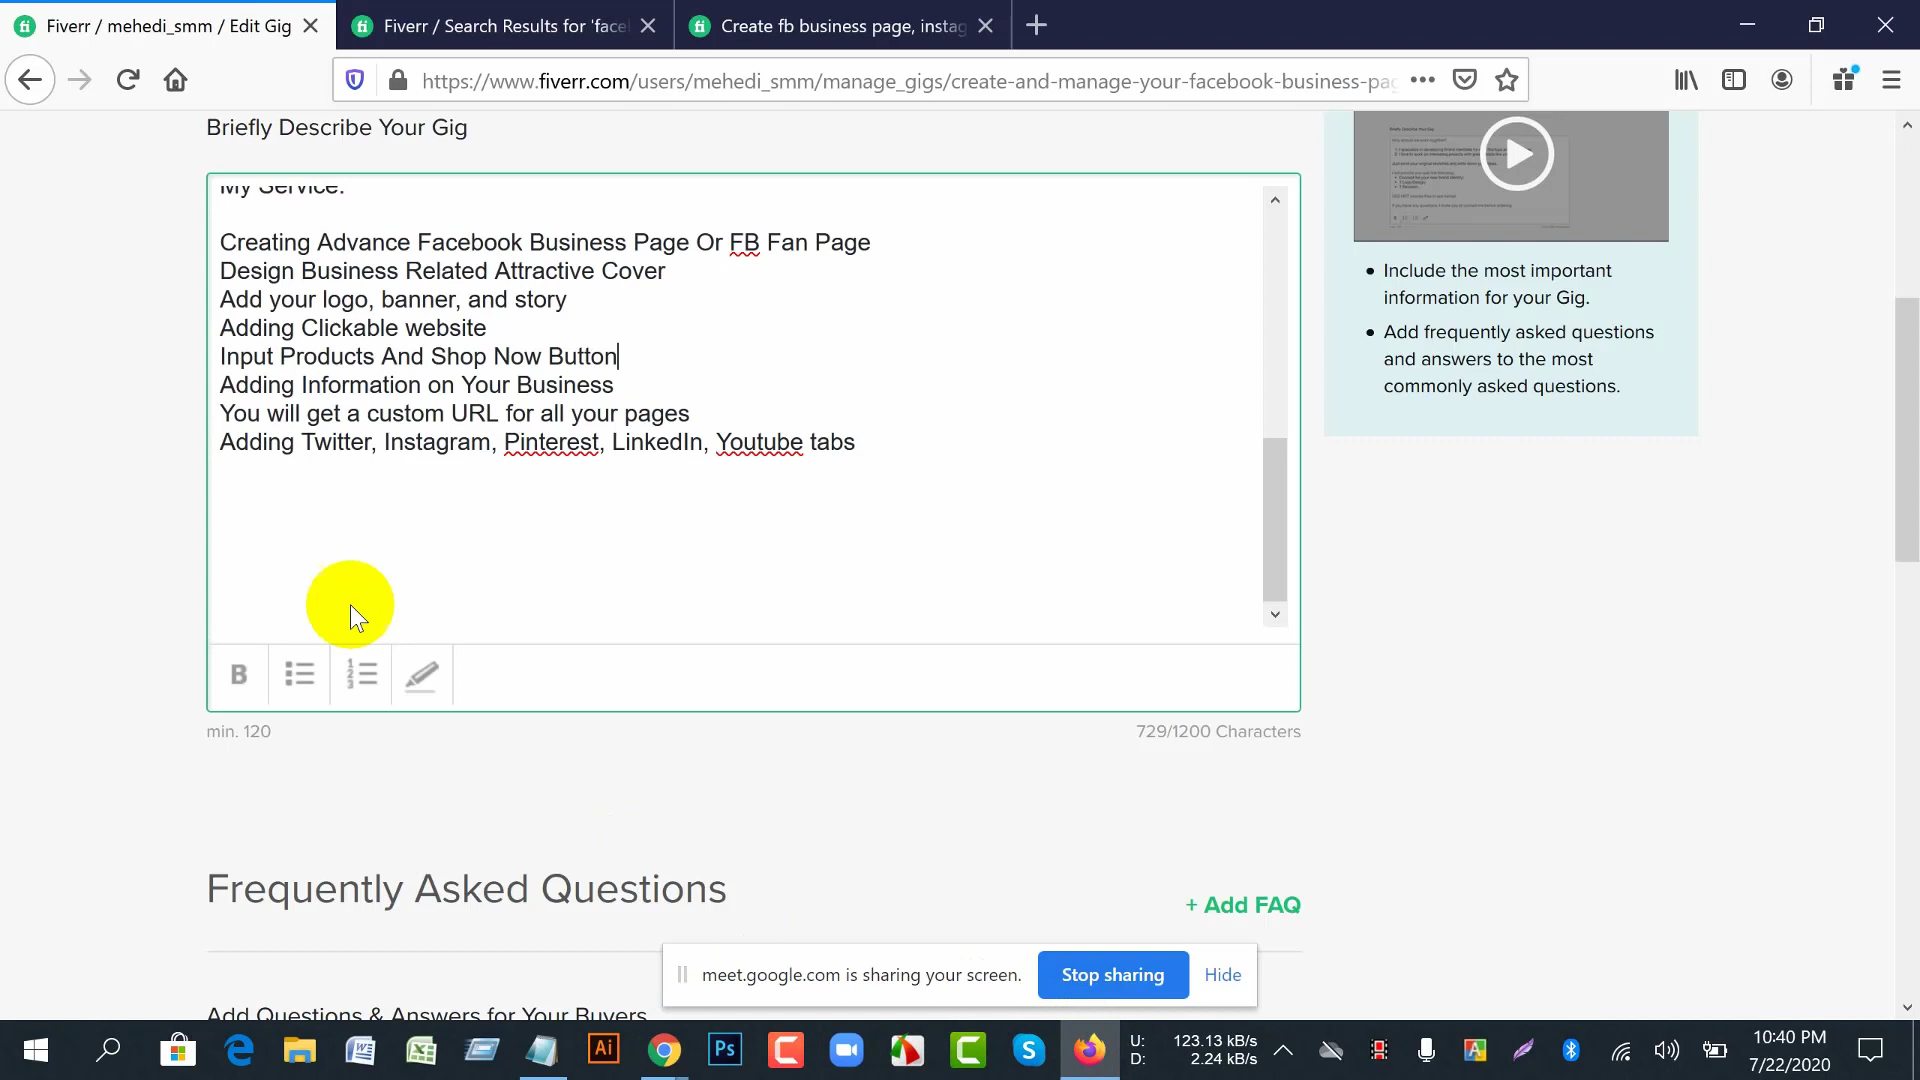 Fiverr / mehedi_smm / Edit Gig
Fiverr / Search Results for 'face
Create fb business page, instag
https://www.fiverr.com/users/mehedi_smm/manage_gigs/create-and-manage-your-facebook-business-pag
Briefly Describe Your Gig
My Service:
Creating Advance Facebook Business Page Or FB Fan Page
Design Business Related Attractive Cover
Add your logo, banner, and story
Adding Clickable website
Input Products And Shop Now Button
Adding Information on Your Business
You will get a custom URL for all your pages
Adding Twitter, Instagram, Pinterest, LinkedIn, Youtube tabs
B
min. 120
729/1200 Characters
Include the most important
information for your Gig.
Add frequently asked questions
and answers to the most
commonly asked questions.
Frequently Asked Questions
+ Add FAQ
Add Questions & Answers for Your Buyers
meet.google.com is sharing your screen.
Stop sharing
Hide
U: 123.13 kB/s
D: 2.24 kB/s
10:40 PM
7/22/2020